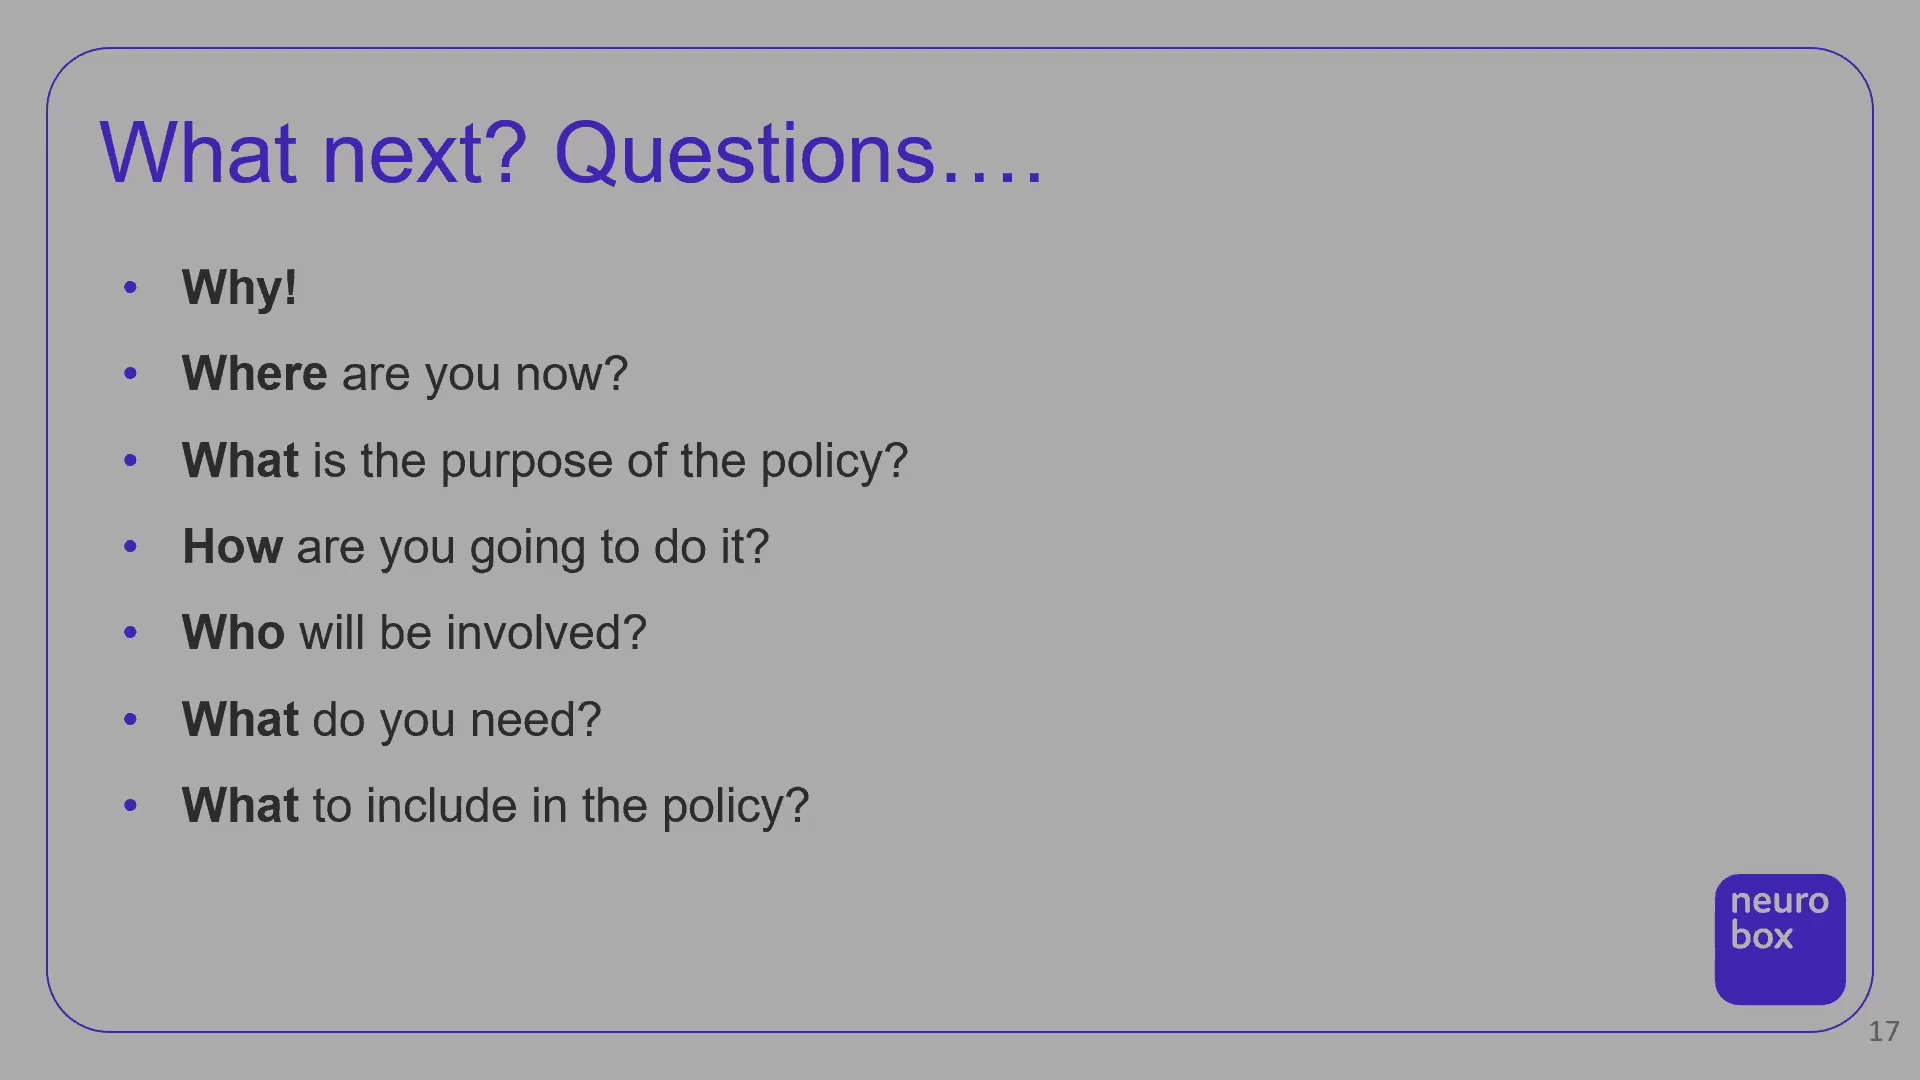 What next? Questions....
• Why!
• Where are you now?
• What is the purpose of the policy?
• How are you going to do it?
• Who will be involved?
• What do you need?
• What to include in the policy?
neuro
box
17